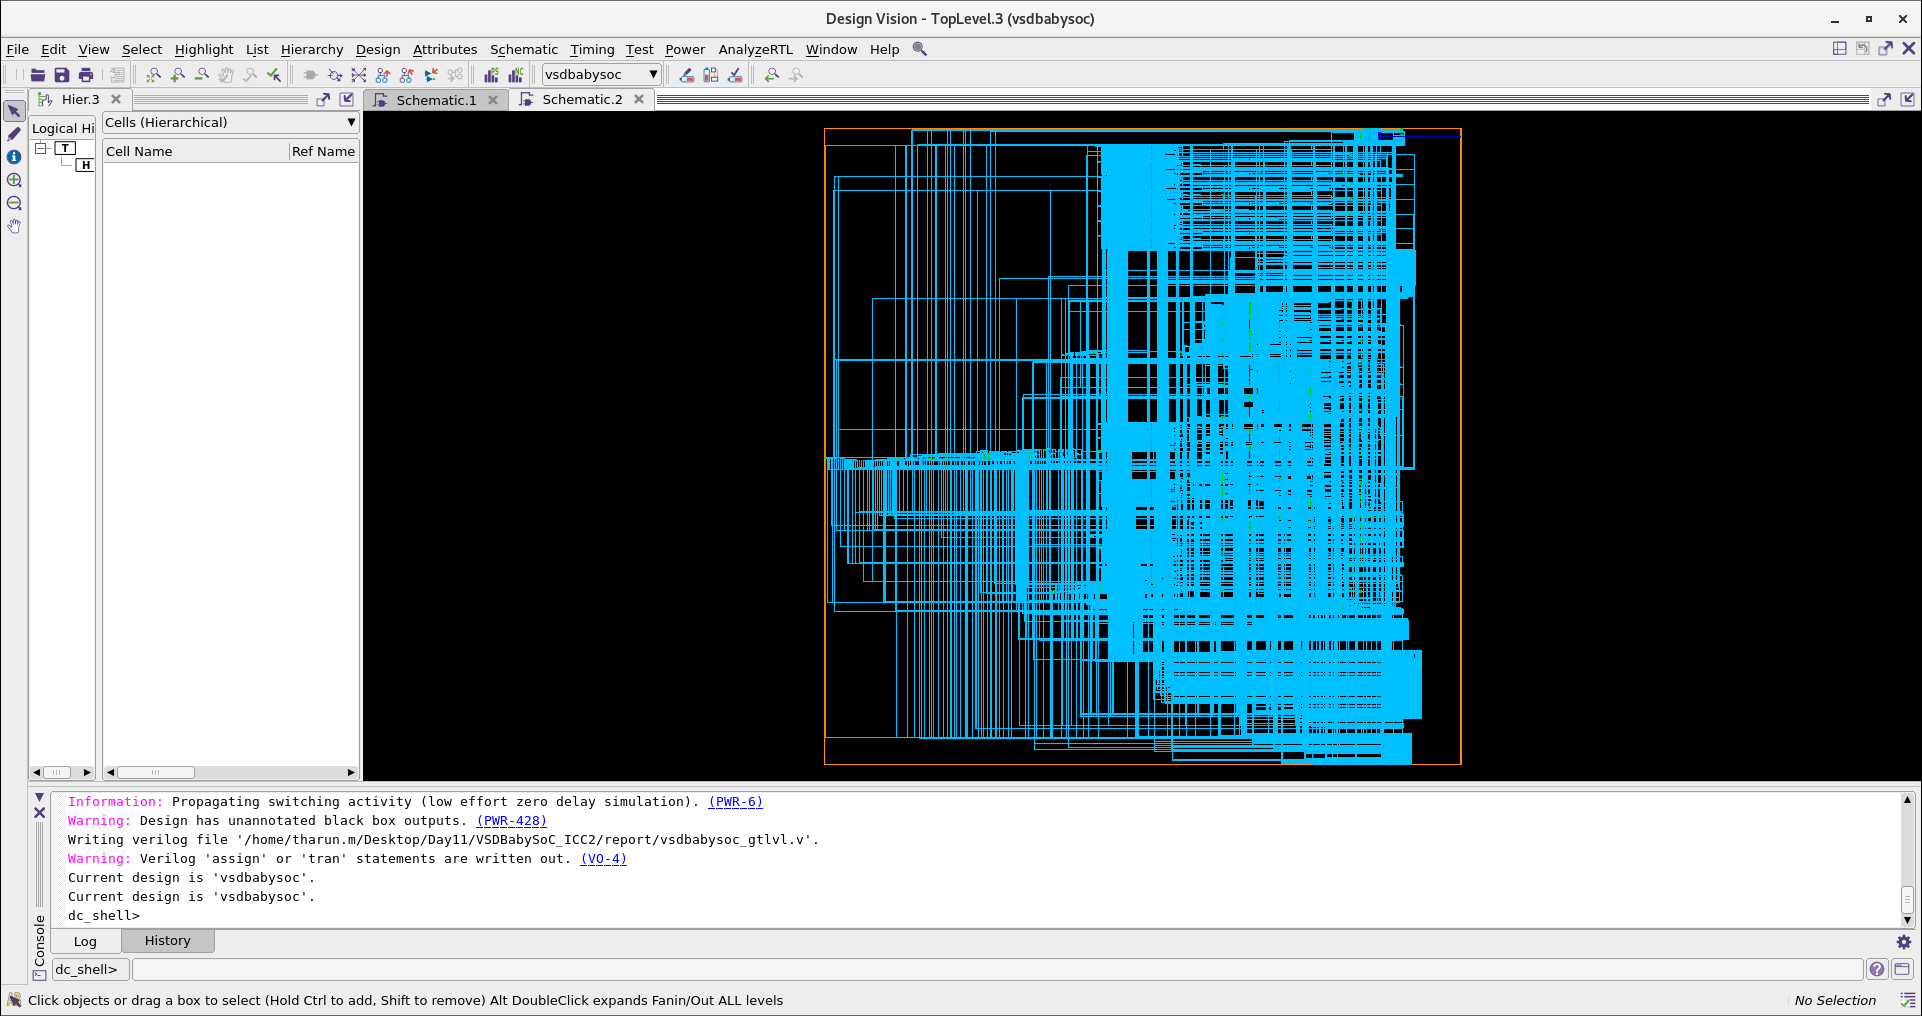 Design Vision - TopLevel.3 (vsdbabysoc)
File Edit View Select Highlight List Hierarchy Design Attributes Schematic Timing Test Power AnalyzeRTL Window Help
vsdbabysoc
Hier.3 Schematic.1 Schematic.2
Logical Hi
T
H
Cells (Hierarchical)
Cell Name Ref Name
Information: Propagating switching activity (low effort zero delay simulation). (PWR-6)
Warning: Design has unannotated black box outputs. (PWR-428)
Writing verilog file '/home/tharun.m/Desktop/Day11/VSDBabySoC_ICC2/report/vsdbabysoc_gtlvl.v'.
Warning: Verilog 'assign' or 'tran' statements are written out. (VO-4)
Current design is 'vsdbabysoc'.
Current design is 'vsdbabysoc'.
dc_shell>
Console
Log History
dc_shell>
Click objects or drag a box to select (Hold Ctrl to add, Shift to remove) Alt DoubleClick expands Fanin/Out ALL levels
No Selection